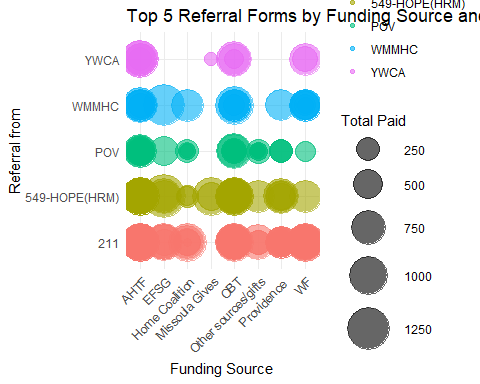 Top 5 Referral Forms by Funding Source and
549-HOPE(HRM)
POV
WMMHC
YWCA
Total Paid
250
500
750
1000
1250
Referral from
YWCA
WMMHC
POV
549-HOPE(HRM)
211
AHTF
EFSG
Home Coalition
Missoula Gives
OBT
Other sources/gifts
Providence
WF
Funding Source